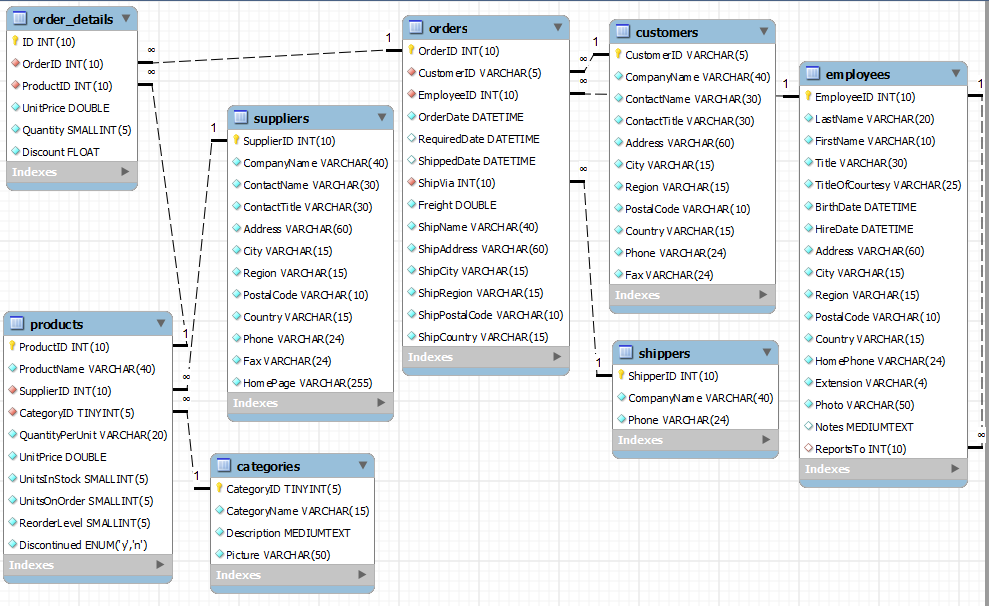 order_details
ID INT(10)
OrderID INT(10)
ProductID INT(10)
UnitPrice DOUBLE
Quantity SMALLINT(5)
Discount FLOAT
Indexes
∞
∞
1
suppliers
SupplierID INT(10)
CompanyName VARCHAR(40)
ContactName VARCHAR(30)
ContactTitle VARCHAR(30)
Address VARCHAR(60)
City VARCHAR(15)
Region VARCHAR(15)
PostalCode VARCHAR(10)
Country VARCHAR(15)
Phone VARCHAR(24)
Fax VARCHAR(24)
HomePage VARCHAR(255)
Indexes
1
orders
OrderID INT(10)
CustomerID VARCHAR(5)
EmployeeID INT(10)
OrderDate DATETIME
RequiredDate DATETIME
ShippedDate DATETIME
ShipVia INT(10)
Freight DOUBLE
ShipName VARCHAR(40)
ShipAddress VARCHAR(60)
ShipCity VARCHAR(15)
ShipRegion VARCHAR(15)
ShipPostalCode VARCHAR(10)
ShipCountry VARCHAR(15)
Indexes
1
∞
∞
∞
customers
CustomerID VARCHAR(5)
CompanyName VARCHAR(40)
ContactName VARCHAR(30)
ContactTitle VARCHAR(30)
Address VARCHAR(60)
City VARCHAR(15)
Region VARCHAR(15)
PostalCode VARCHAR(10)
Country VARCHAR(15)
Phone VARCHAR(24)
Fax VARCHAR(24)
Indexes
1
employees
EmployeeID INT(10)
LastName VARCHAR(20)
FirstName VARCHAR(10)
Title VARCHAR(30)
TitleOfCourtesy VARCHAR(25)
BirthDate DATETIME
HireDate DATETIME
Address VARCHAR(60)
City VARCHAR(15)
Region VARCHAR(15)
PostalCode VARCHAR(10)
Country VARCHAR(15)
HomePhone VARCHAR(24)
Extension VARCHAR(4)
Photo VARCHAR(50)
Notes MEDIUMTEXT
ReportsTo INT(10)
Indexes
1
∞
products
ProductID INT(10)
ProductName VARCHAR(40)
SupplierID INT(10)
CategoryID TINYINT(5)
QuantityPerUnit VARCHAR(20)
UnitPrice DOUBLE
UnitsInStock SMALLINT(5)
UnitsOnOrder SMALLINT(5)
ReorderLevel SMALLINT(5)
Discontinued ENUM('y','n')
Indexes
1
∞
∞
1
categories
CategoryID TINYINT(5)
CategoryName VARCHAR(15)
Description MEDIUMTEXT
Picture VARCHAR(50)
Indexes
1
shippers
ShipperID INT(10)
CompanyName VARCHAR(40)
Phone VARCHAR(24)
Indexes